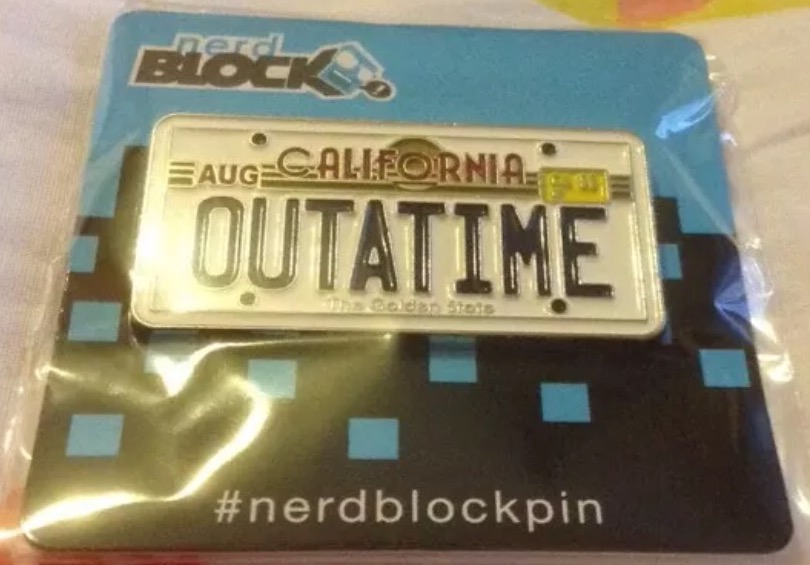 nerd
BLOCK
AUG CALIFORNIA
OUTATIME
The Golden State
#nerdblockpin